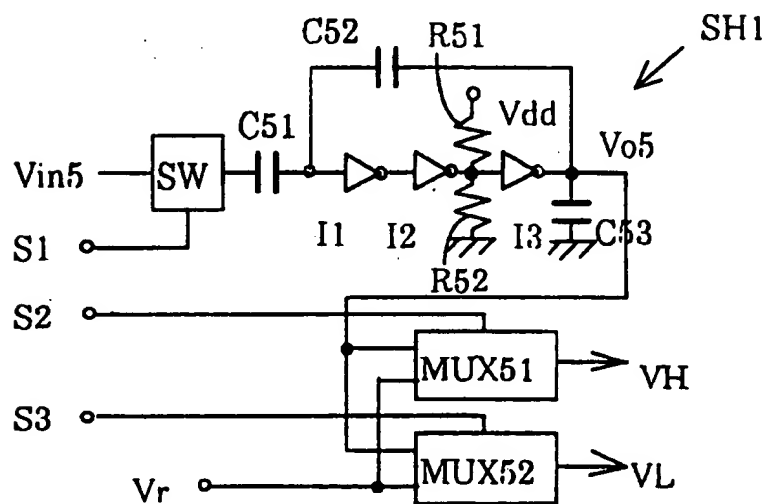 C52
R51
SH1
Vdd
C51
Vo5
Vin5
SW
S1
I1
I2
I3
C53
R52
S2
MUX51
VH
S3
MUX52
VL
Vr